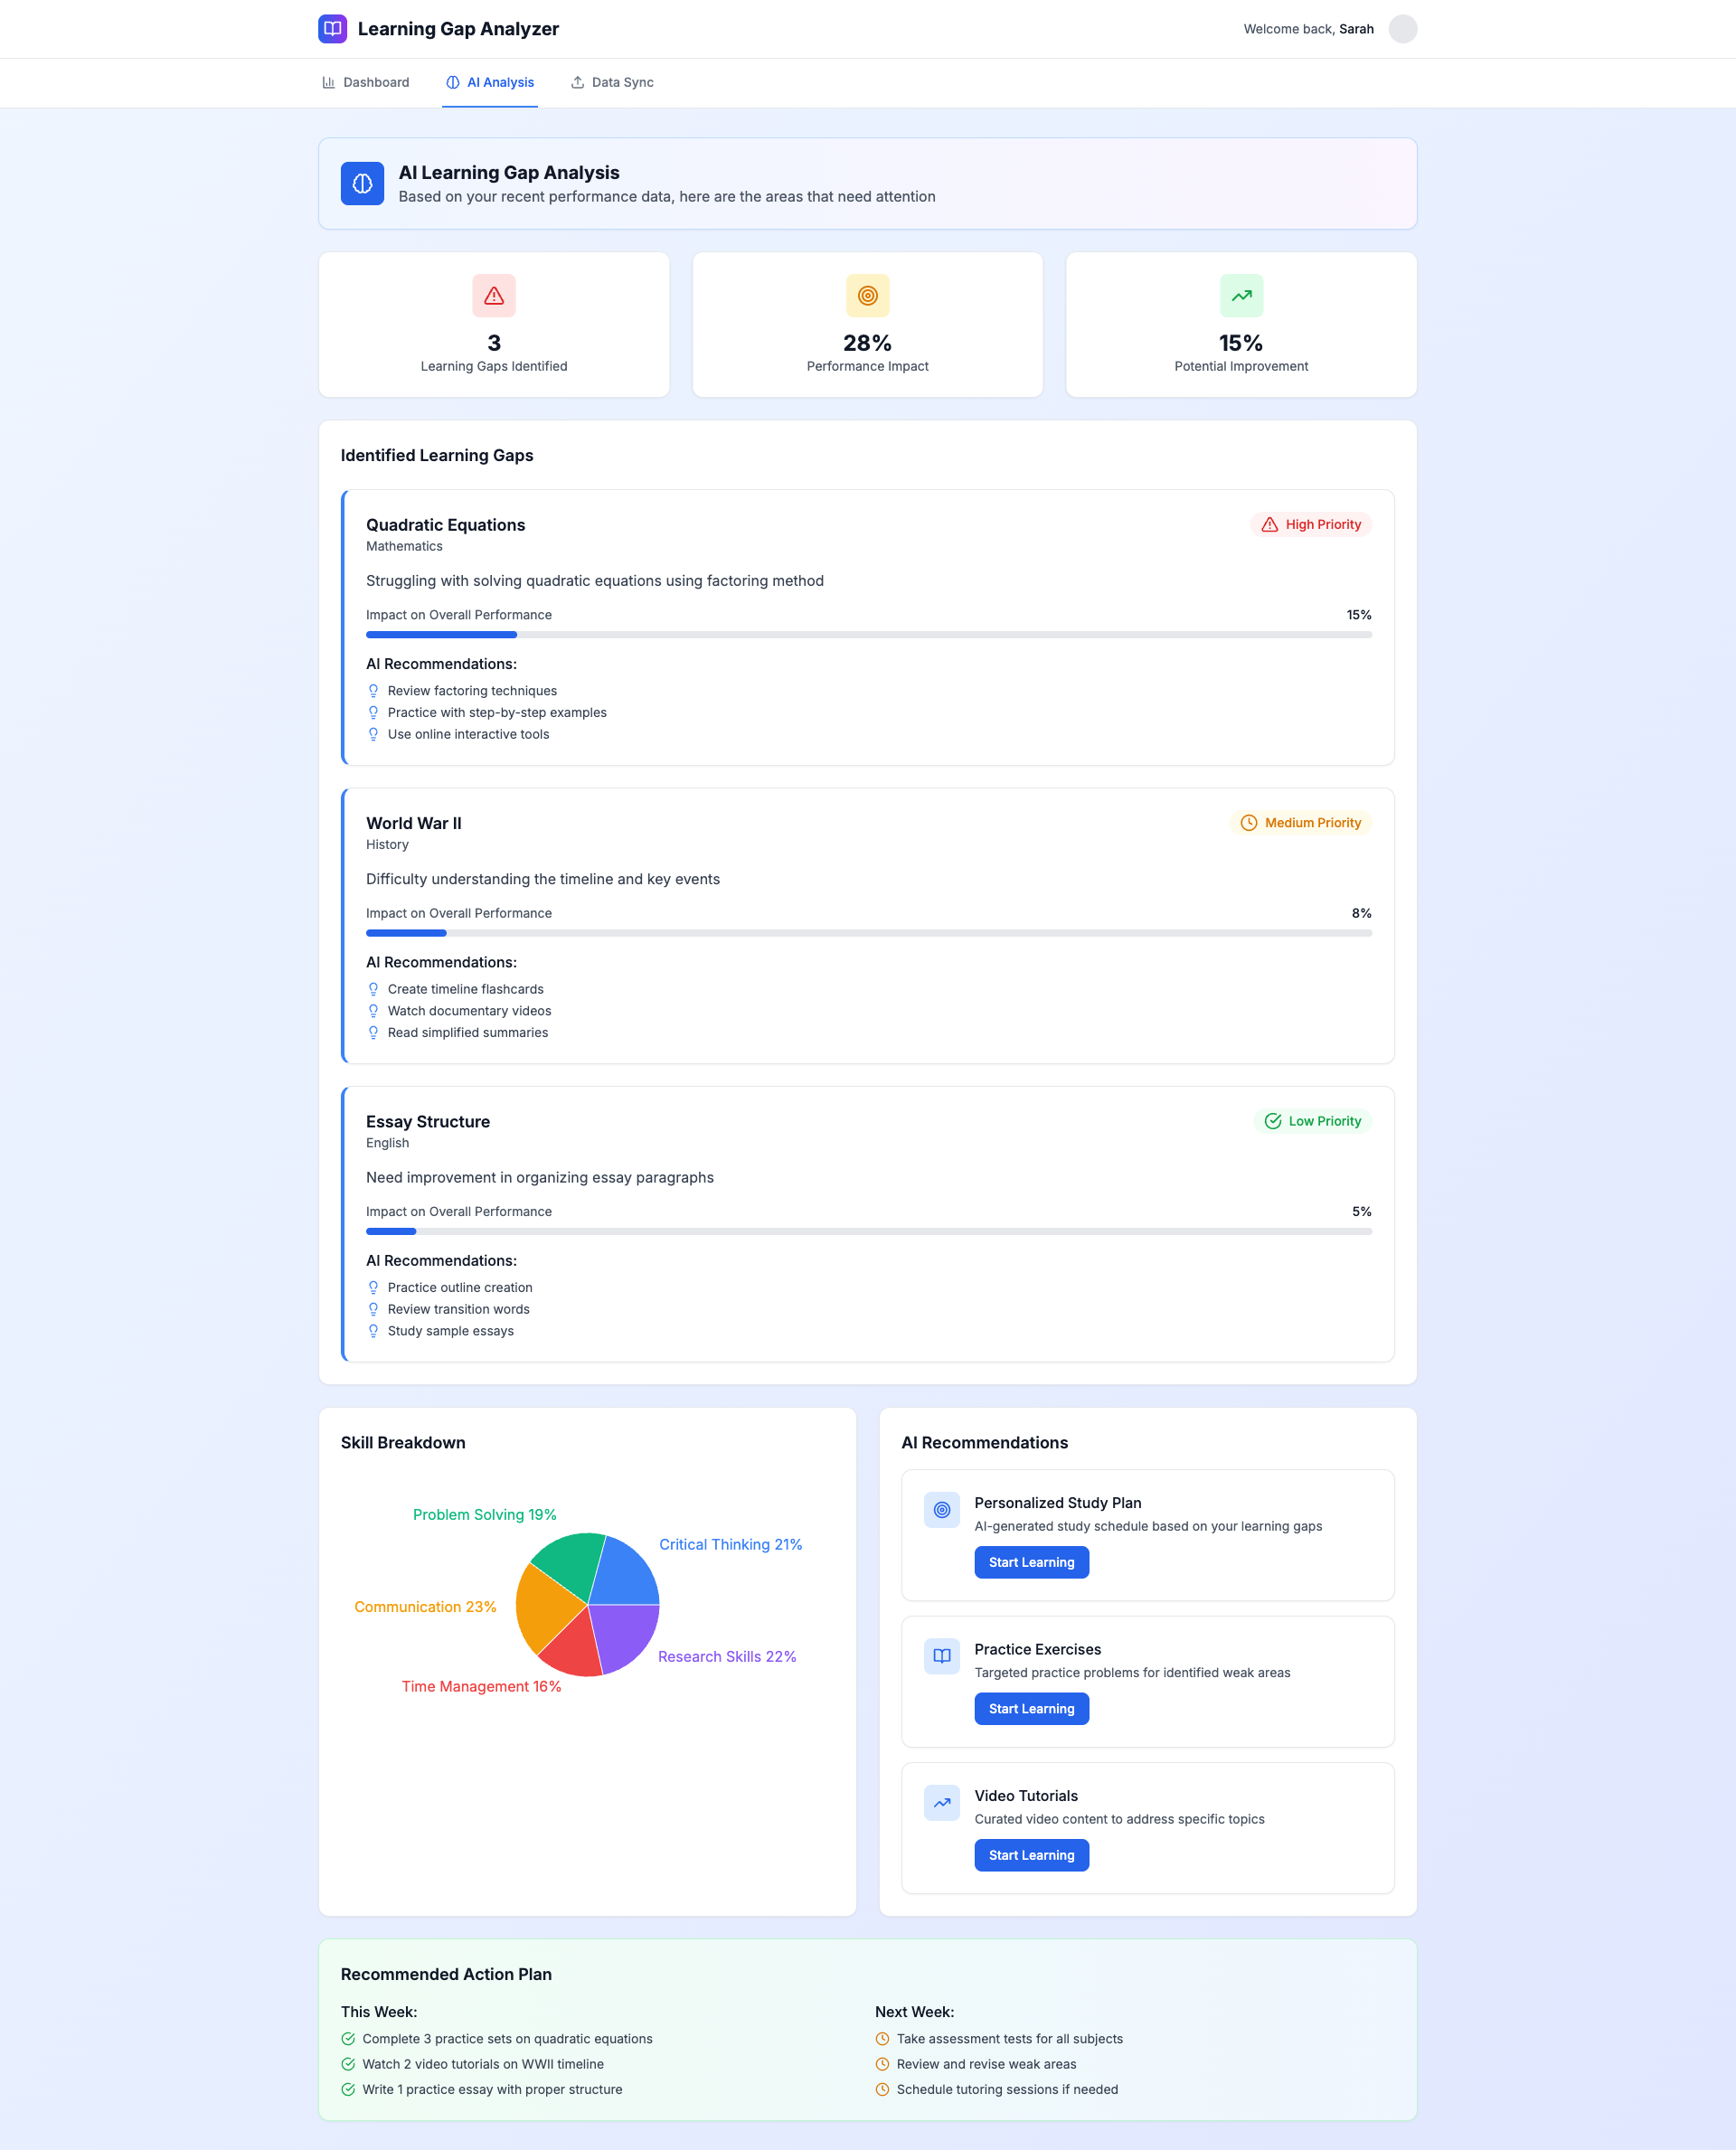 Learning Gap Analyzer
Welcome back, Sarah
Dashboard
AI Analysis
Data Sync
AI Learning Gap Analysis
Based on your recent performance data, here are the areas that need attention
3
Learning Gaps Identified
28%
Performance Impact
15%
Potential Improvement
Identified Learning Gaps
Quadratic Equations
High Priority
Mathematics
Struggling with solving quadratic equations using factoring method
Impact on Overall Performance
15%
AI Recommendations:
Review factoring techniques
Practice with step-by-step examples
Use online interactive tools
World War II
Medium Priority
History
Difficulty understanding the timeline and key events
Impact on Overall Performance
8%
AI Recommendations:
Create timeline flashcards
Watch documentary videos
Read simplified summaries
Essay Structure
Low Priority
English
Need improvement in organizing essay paragraphs
Impact on Overall Performance
5%
AI Recommendations:
Practice outline creation
Review transition words
Study sample essays
Skill Breakdown
Problem Solving 19%
Critical Thinking 21%
Communication 23%
Research Skills 22%
Time Management 16%
AI Recommendations
Personalized Study Plan
AI-generated study schedule based on your learning gaps
Start Learning
Practice Exercises
Targeted practice problems for identified weak areas
Start Learning
Video Tutorials
Curated video content to address specific topics
Start Learning
Recommended Action Plan
This Week:
Complete 3 practice sets on quadratic equations
Watch 2 video tutorials on WWII timeline
Write 1 practice essay with proper structure
Next Week:
Take assessment tests for all subjects
Review and revise weak areas
Schedule tutoring sessions if needed